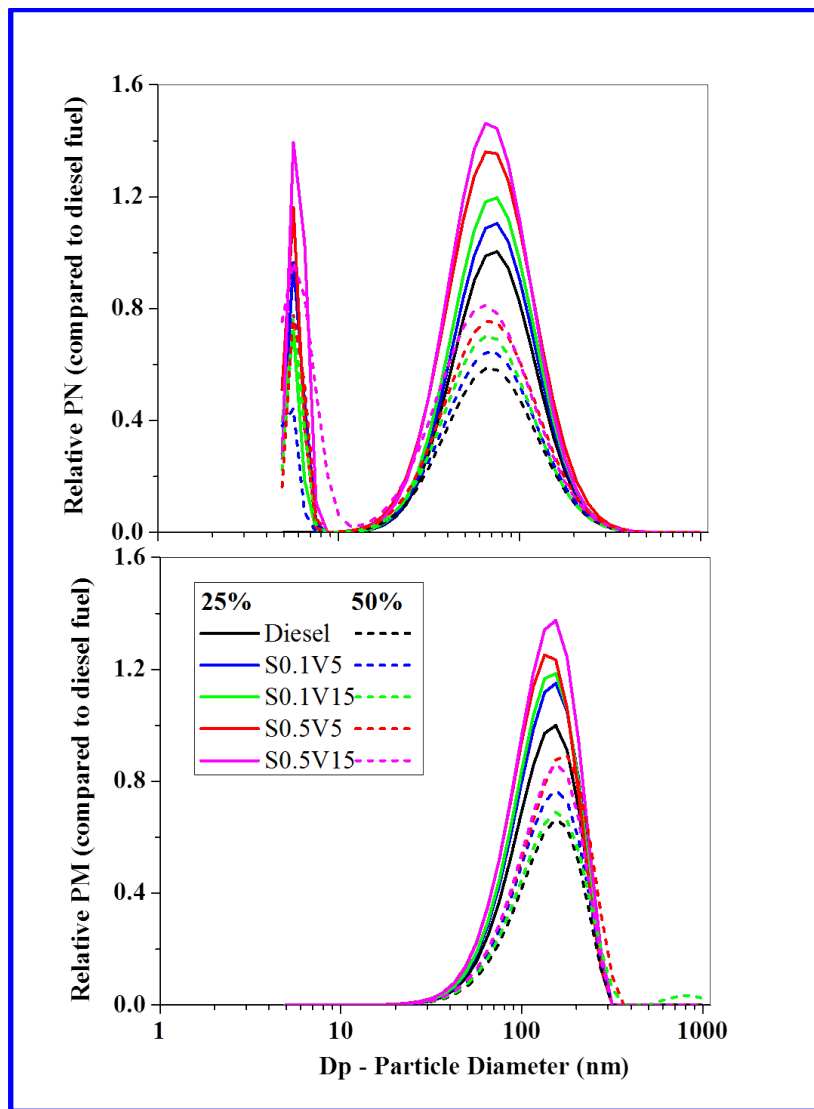 Relative PN (compared to diesel fuel)
1.6
1.2
0.8
0.4
0.0
Relative PM (compared to diesel fuel)
1.6
1.2
0.8
0.4
0.0
25% 50%
Diesel
S0.1V5
S0.1V15
S0.5V5
S0.5V15
1 10 100 1000
Dp - Particle Diameter (nm)